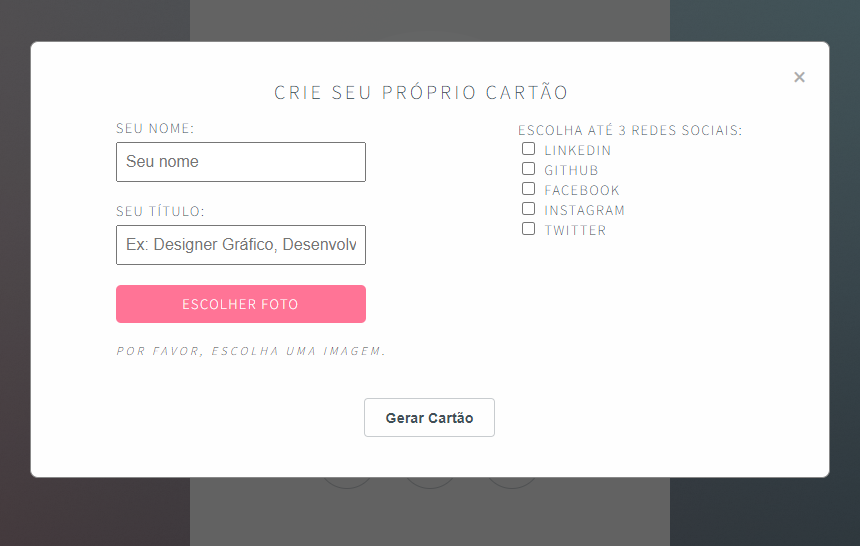 ×
CRIE SEU PRÓPRIO CARTÃO
SEU NOME:
Seu nome
SEU TÍTULO:
Ex: Designer Gráfico, Desenvolv
ESCOLHER FOTO
POR FAVOR, ESCOLHA UMA IMAGEM.
ESCOLHA ATÉ 3 REDES SOCIAIS:
LINKEDIN
GITHUB
FACEBOOK
INSTAGRAM
TWITTER
Gerar Cartão